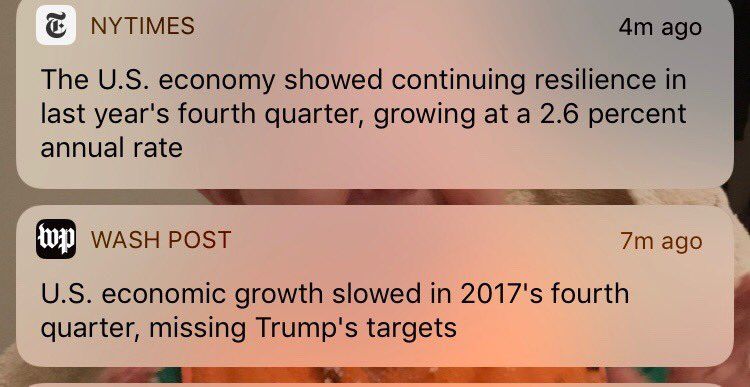 NYTIMES 4m ago
The U.S. economy showed continuing resilience in
last year's fourth quarter, growing at a 2.6 percent
annual rate
wp WASH POST 7m ago
U.S. economic growth slowed in 2017's fourth
quarter, missing Trump's targets